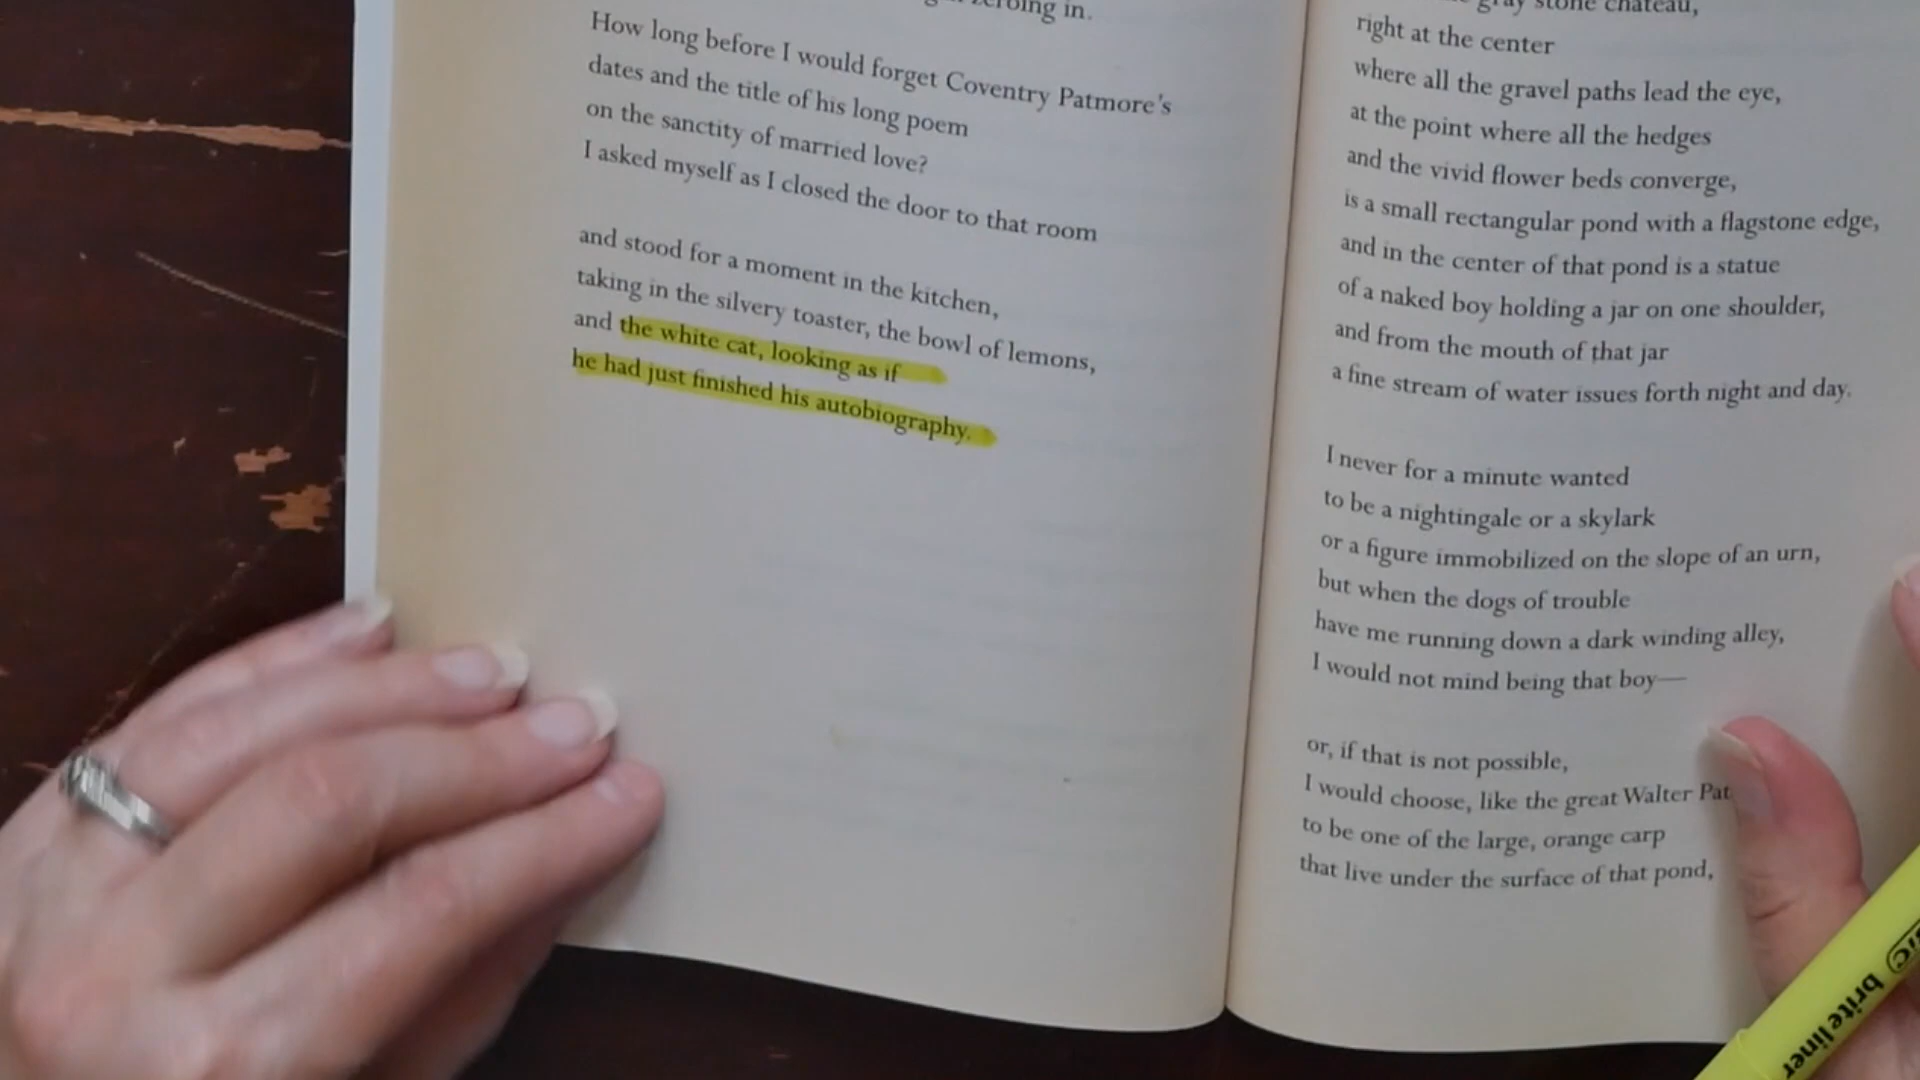 zeroing in.
How long before I would forget Coventry Patmore's
dates and the title of his long poem
on the sanctity of married love?
I asked myself as I closed the door to that room
and stood for a moment in the kitchen,
taking in the silvery toaster, the bowl of lemons,
and the white cat, looking as if
he had just finished his autobiography.
gray stone chateau,
right at the center
where all the gravel paths lead the eye,
at the point where all the hedges
and the vivid flower beds converge,
is a small rectangular pond with a flagstone edge,
and in the center of that pond is a statue
of a naked boy holding a jar on one shoulder,
and from the mouth of that jar
a fine stream of water issues forth night and day.
I never for a minute wanted
to be a nightingale or a skylark
or a figure immobilized on the slope of an urn,
but when the dogs of trouble
have me running down a dark winding alley,
I would not mind being that boy—
or, if that is not possible,
I would choose, like the great Walter Pat
to be one of the large, orange carp
that live under the surface of that pond,
brite liner